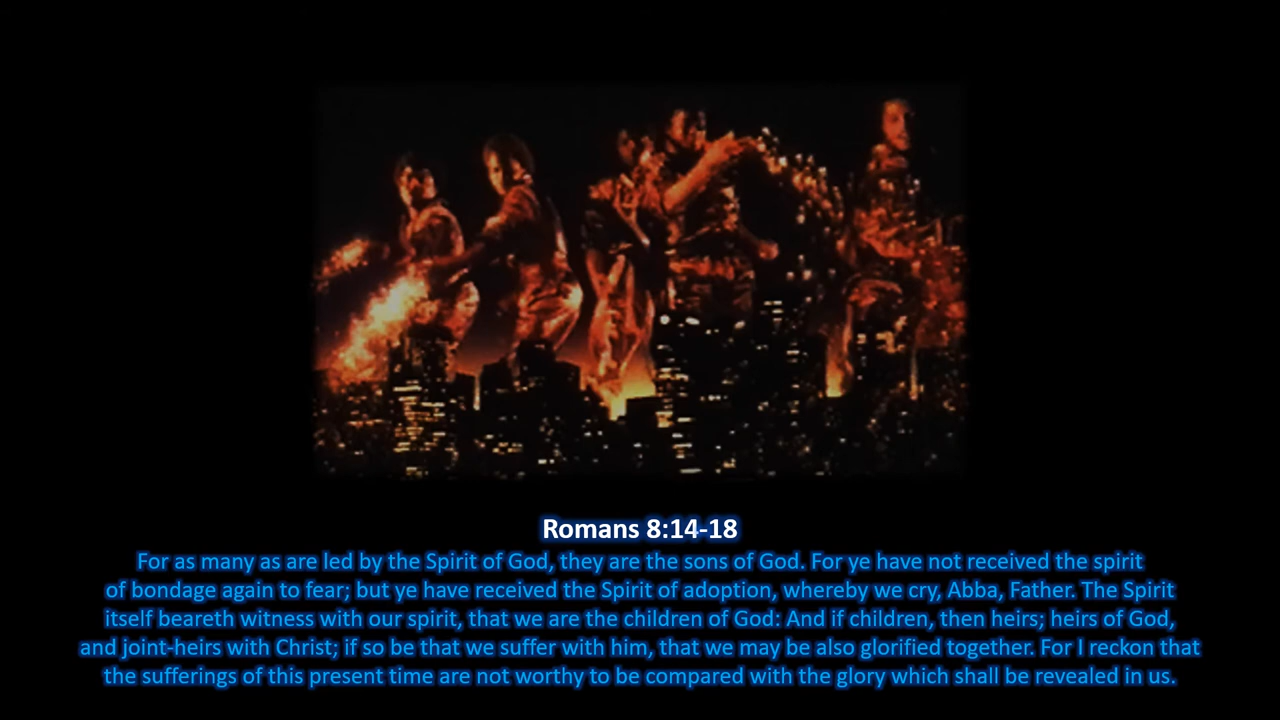 Romans 8:14-18
For as many as are led by the Spirit of God, they are the sons of God. For ye have not received the spirit
of bondage again to fear; but ye have received the Spirit of adoption, whereby we cry, Abba, Father. The Spirit
itself beareth witness with our spirit, that we are the children of God: And if children, then heirs; heirs of God,
and joint-heirs with Christ; if so be that we suffer with him, that we may be also glorified together. For I reckon that
the sufferings of this present time are not worthy to be compared with the glory which shall be revealed in us.